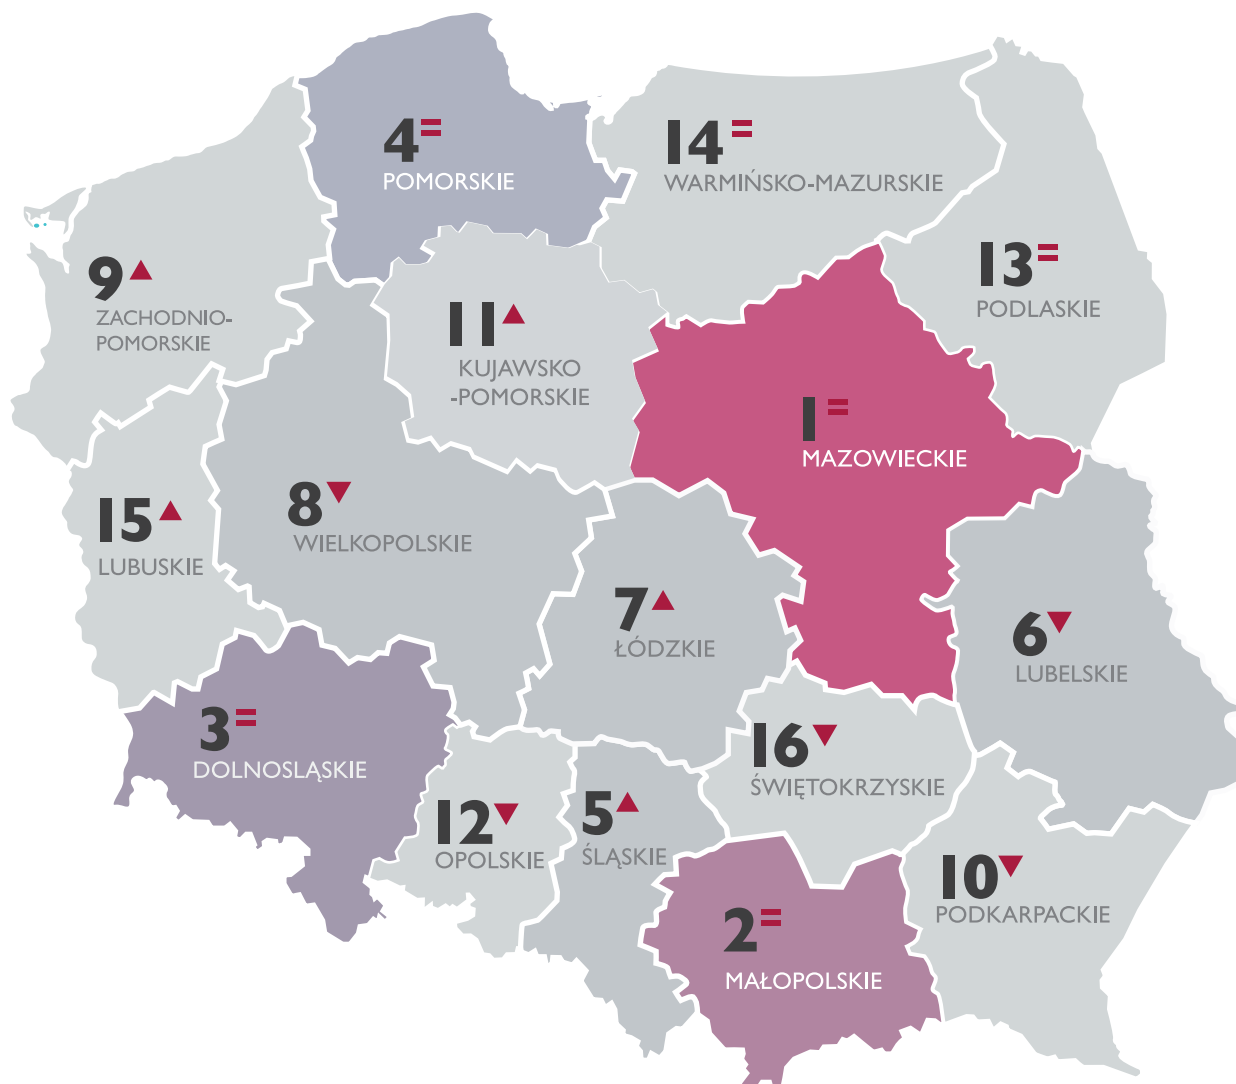 4=
POMORSKIE
14=
WARMIŃSKO-MAZURSKIE
9▲
ZACHODNIO-
POMORSKIE
13=
PODLASKIE
11▲
KUJAWSKO
-POMORSKIE
1=
MAZOWIECKIE
15▲
LUBUSKIE
8▼
WIELKOPOLSKIE
7▲
ŁÓDZKIE
6▼
LUBELSKIE
3=
DOLNOSLĄSKIE
16▼
ŚWIĘTOKRZYSKIE
12▼
OPOLSKIE
5▲
ŚLĄSKIE
10▼
PODKARPACKIE
2=
MAŁOPOLSKIE